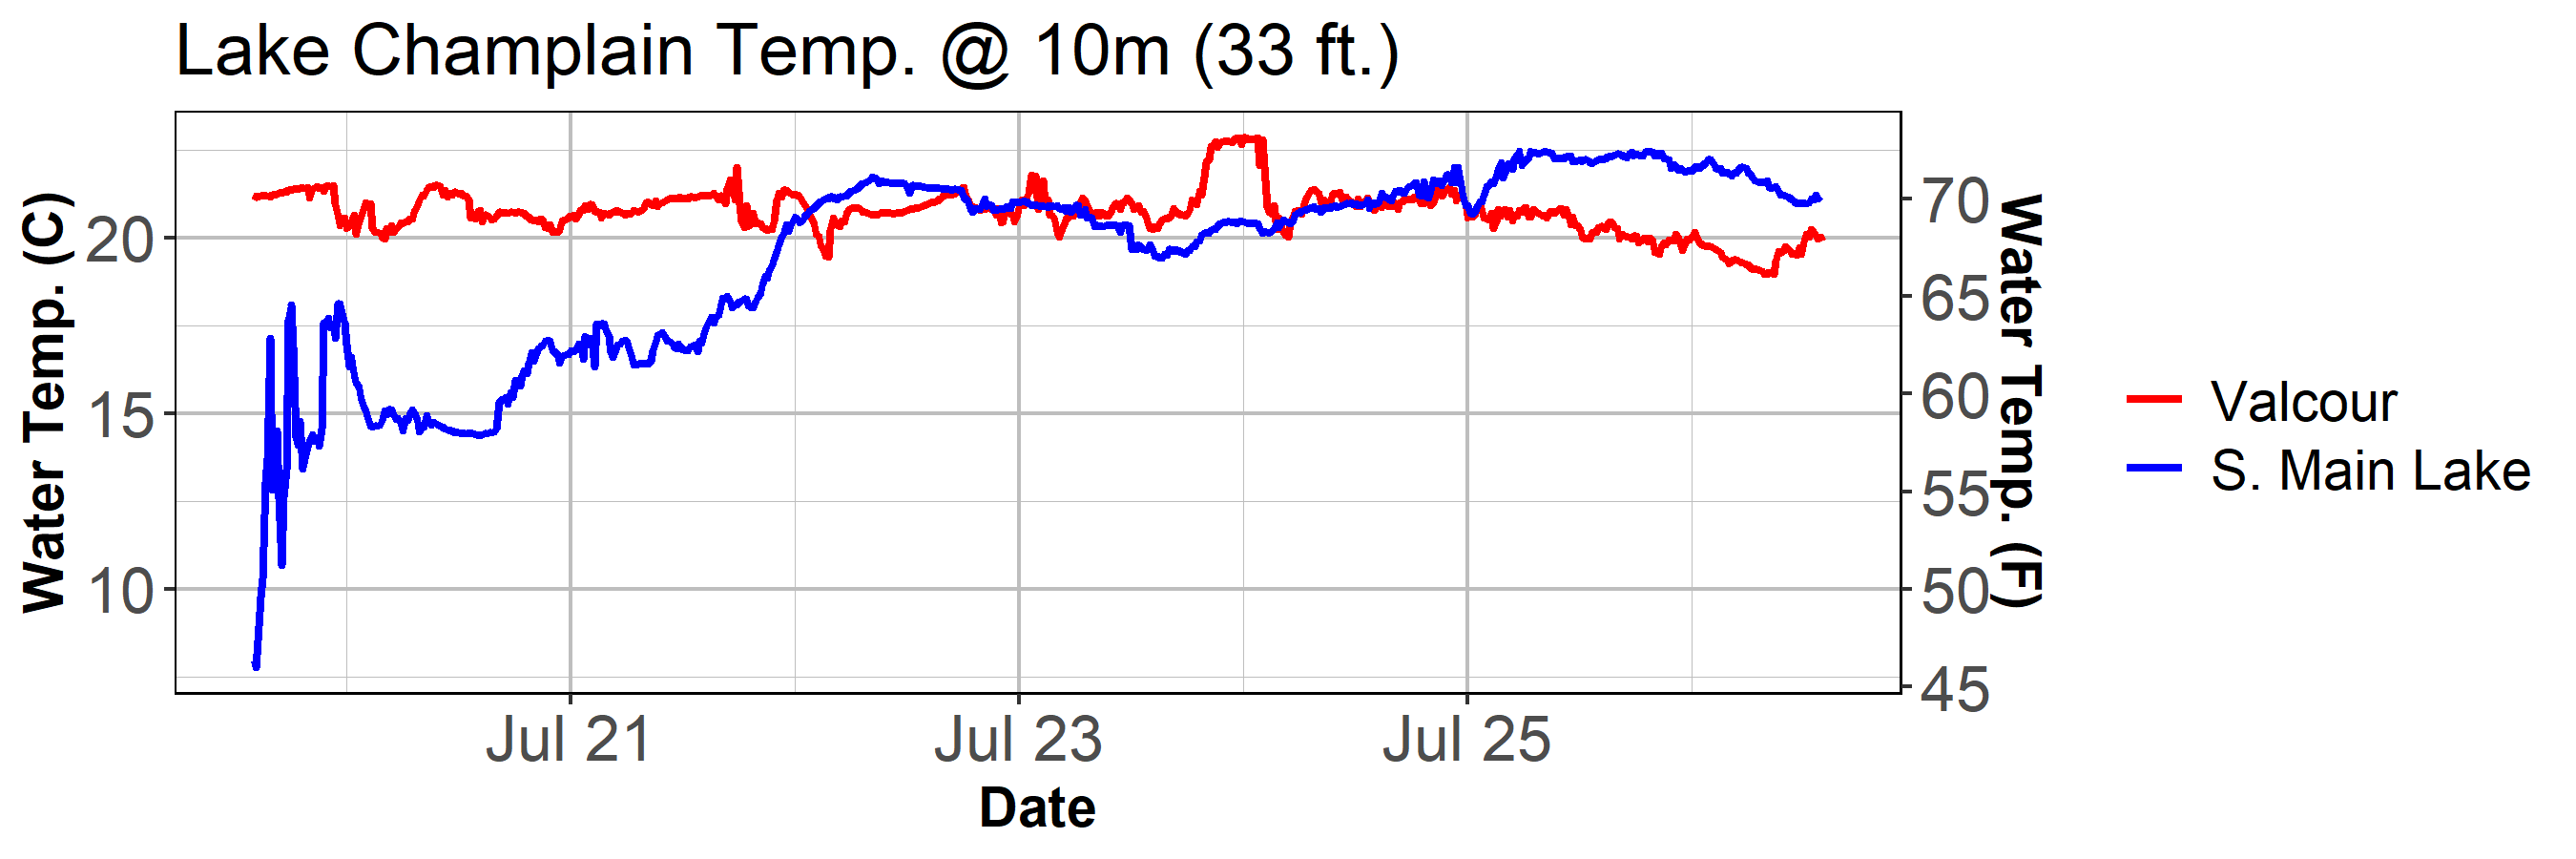 Lake Champlain Temp. @ 10m (33 ft.)
Water Temp. (C)
20
15
10
70
65
60
55
50
45
Water Temp. (F)
Jul 21
Jul 23
Jul 25
Date
Valcour
S. Main Lake